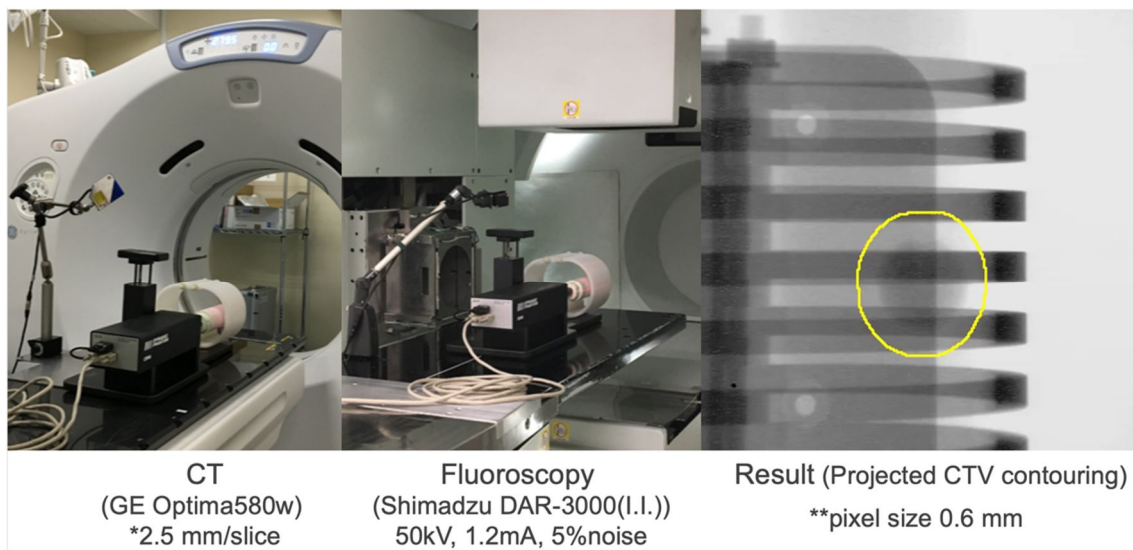 CT
(GE Optima580w)
*2.5 mm/slice
Fluoroscopy
(Shimadzu DAR-3000(I.I.))
50kV, 1.2mA, 5%noise
Result (Projected CTV contouring)
**pixel size 0.6 mm